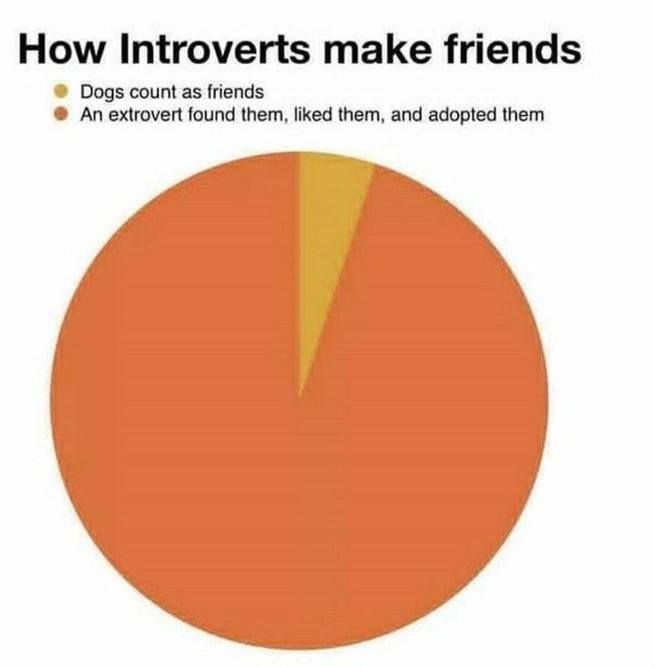 How Introverts make friends
Dogs count as friends
An extrovert found them, liked them, and adopted them